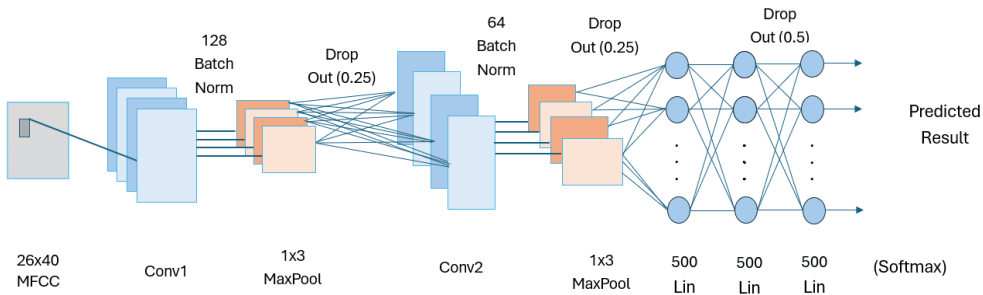 128
Batch
Norm
Drop
Out (0.25)
64
Batch
Norm
Drop
Out (0.25)
Drop
Out (0.5)
Predicted
Result
26x40
MFCC
Conv1
1x3
MaxPool
Conv2
1x3
MaxPool
500
Lin
500
Lin
500
Lin
(Softmax)